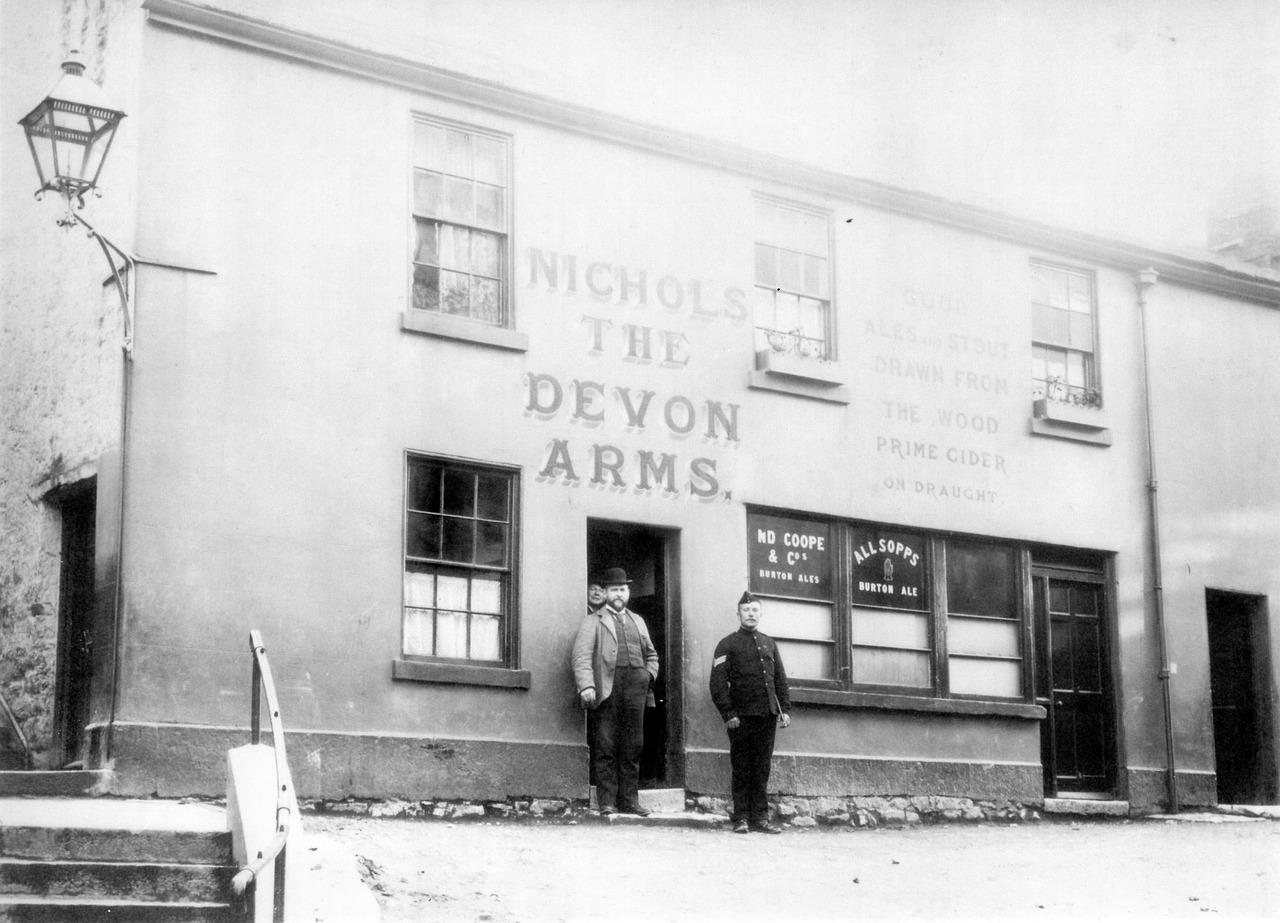 NICHOLS
THE
DEVON
ARMS.
GOOD
ALES AND STOUT
DRAWN FROM
THE WOOD
PRIME CIDER
ON DRAUGHT.
ND COOPE
& Cos
BURTON ALES
ALLSOPPS
BURTON ALE